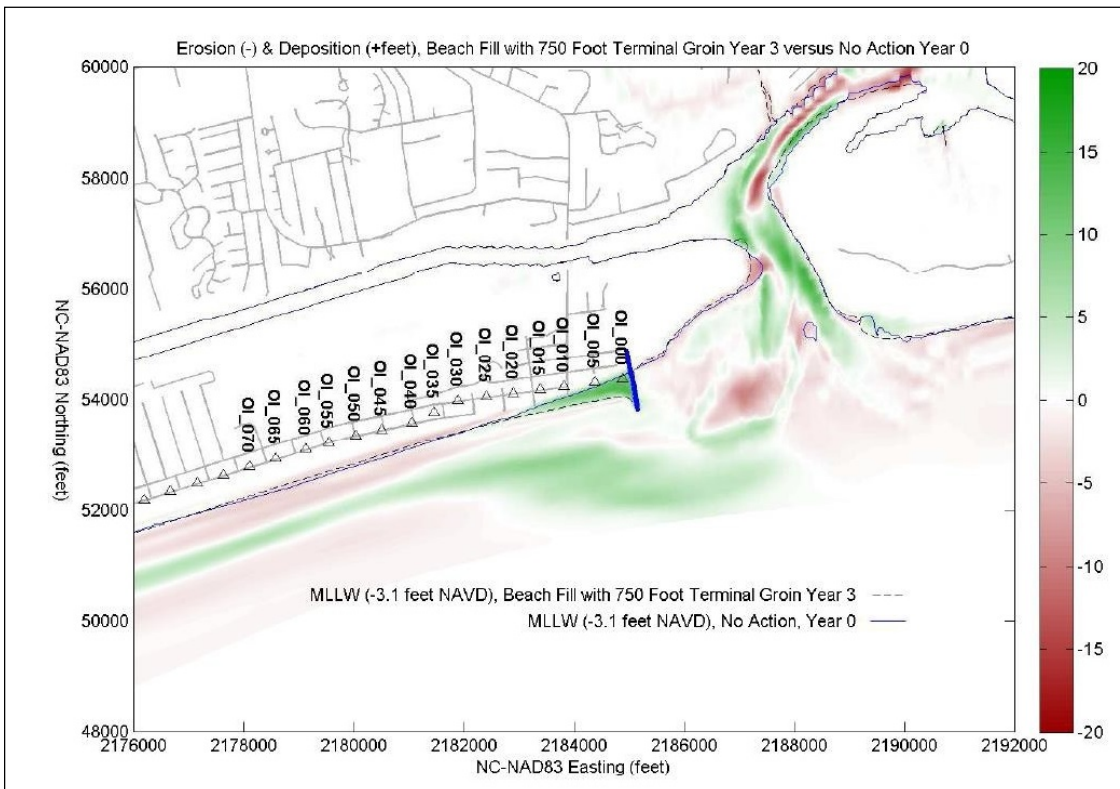 Erosion (-) & Deposition (+feet), Beach Fill with 750 Foot Terminal Groin Year 3 versus No Action Year 0
60000
58000
56000
54000
52000
50000
48000
NC-NAD83 Northing (feet)
OI_070
OI_065
OI_060
OI_055
OI_050
OI_045
OI_040
OI_035
OI_030
OI_025
OI_020
OI_015
OI_010
OI_005
OI_000
MLLW (-3.1 feet NAVD), Beach Fill with 750 Foot Terminal Groin Year 3
MLLW (-3.1 feet NAVD), No Action, Year 0
2176000
2178000
2180000
2182000
2184000
2186000
2188000
2190000
2192000
NC-NAD83 Easting (feet)
20
15
10
5
0
-5
-10
-15
-20